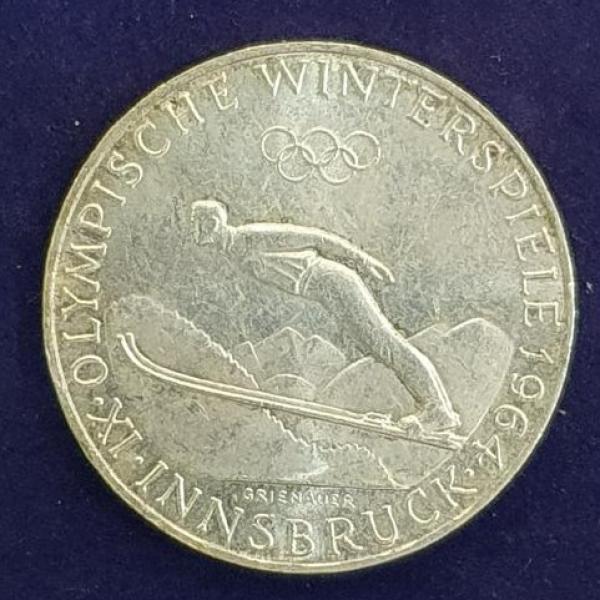 IX·OLYMPISCHE WINTERSPIELE 1964·INNSBRUCK·
GRIENAUER